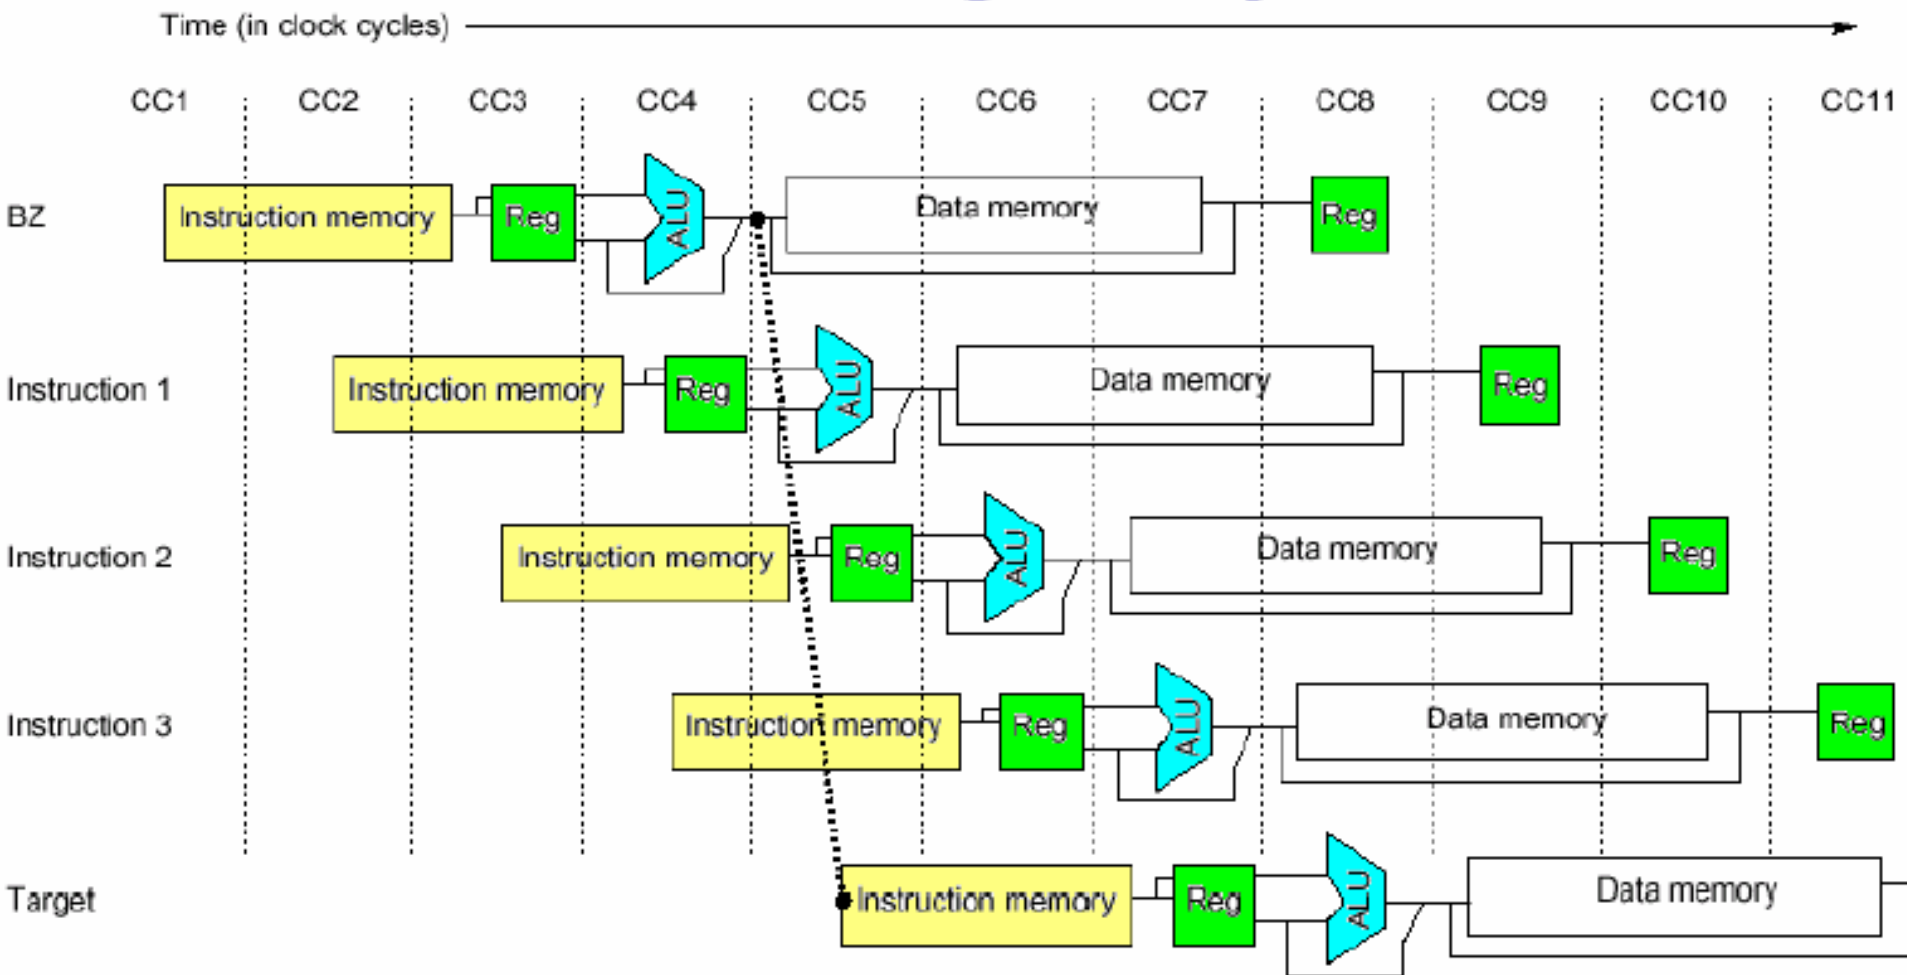 Time (in clock cycles)
CC1 CC2 CC3 CC4 CC5 CC6 CC7 CC8 CC9 CC10 CC11
BZ Instruction memory Reg ALU Data memory Reg
Instruction 1 Instruction memory Reg ALU Data memory Reg
Instruction 2 Instruction memory Reg ALU Data memory Reg
Instruction 3 Instruction memory Reg ALU Data memory Reg
Target Instruction memory Reg ALU Data memory